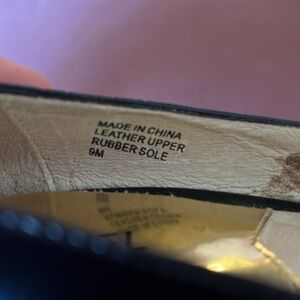 MADE IN CHINA
LEATHER UPPER
RUBBER SOLE
9M